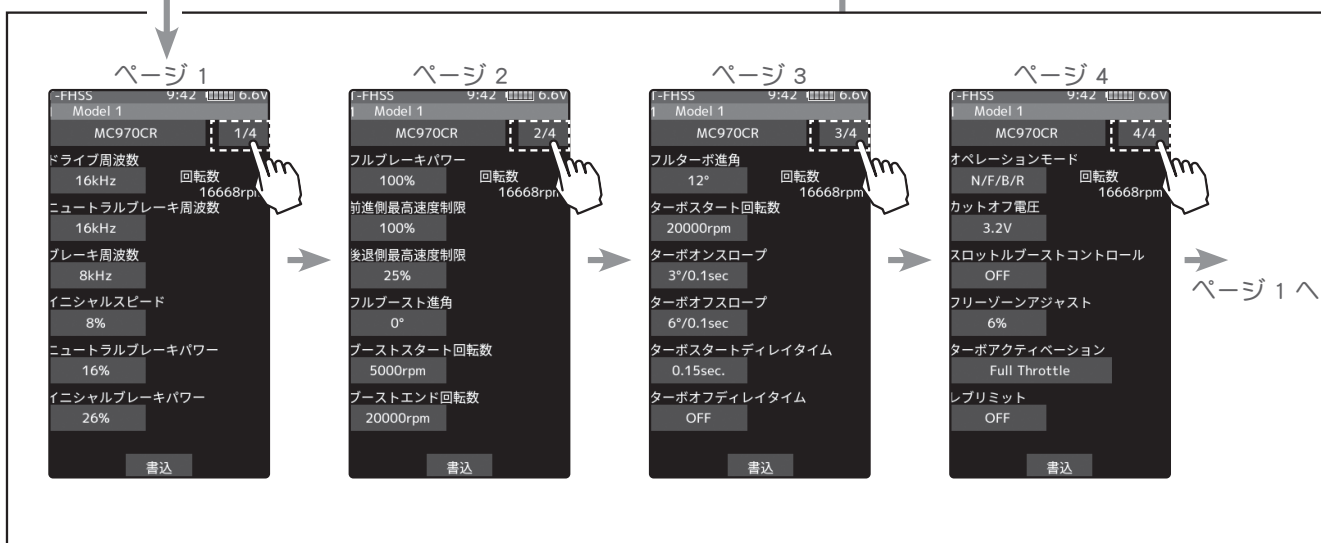 ページ 1
T-FHSS 9:42 6.6V
1 Model 1
MC970CR 1/4
ドライブ周波数
16kHz 回転数
16668rpm
ニュートラルブレーキ周波数
16kHz
ブレーキ周波数
8kHz
イニシャルスピード
8%
ニュートラルブレーキパワー
16%
イニシャルブレーキパワー
26%
書込
ページ 2
T-FHSS 9:42 6.6V
1 Model 1
MC970CR 2/4
フルブレーキパワー
100% 回転数
16668rpm
前進側最高速度制限
100%
後退側最高速度制限
25%
フルブースト進角
0°
ブーストスタート回転数
5000rpm
ブーストエンド回転数
20000rpm
書込
ページ 3
T-FHSS 9:42 6.6V
1 Model 1
MC970CR 3/4
フルターボ進角
12° 回転数
16668rpm
ターボスタート回転数
20000rpm
ターボオンスロープ
3°/0.1sec
ターボオフスロープ
6°/0.1sec
ターボスタートディレイタイム
0.15sec.
ターボオフディレイタイム
OFF
書込
ページ 4
T-FHSS 9:42 6.6V
1 Model 1
MC970CR 4/4
オペレーションモード
N/F/B/R 回転数
16668rpm
カットオフ電圧
3.2V
スロットルブーストコントロール
OFF
フリーゾーンアジャスト
6%
ターボアクティベーション
Full Throttle
レブリミット
OFF
書込
ページ 1 へ